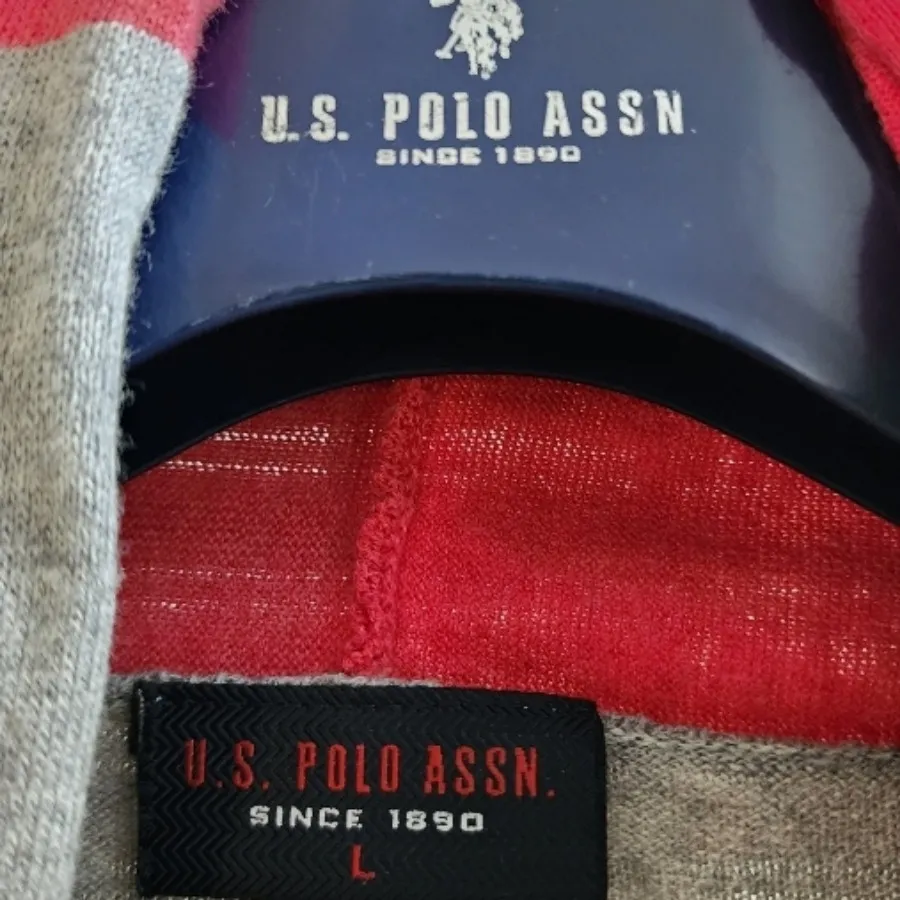 U.S. POLO ASSN
SINCE 1890
U.S. POLO ASSN.
SINCE 1890
L